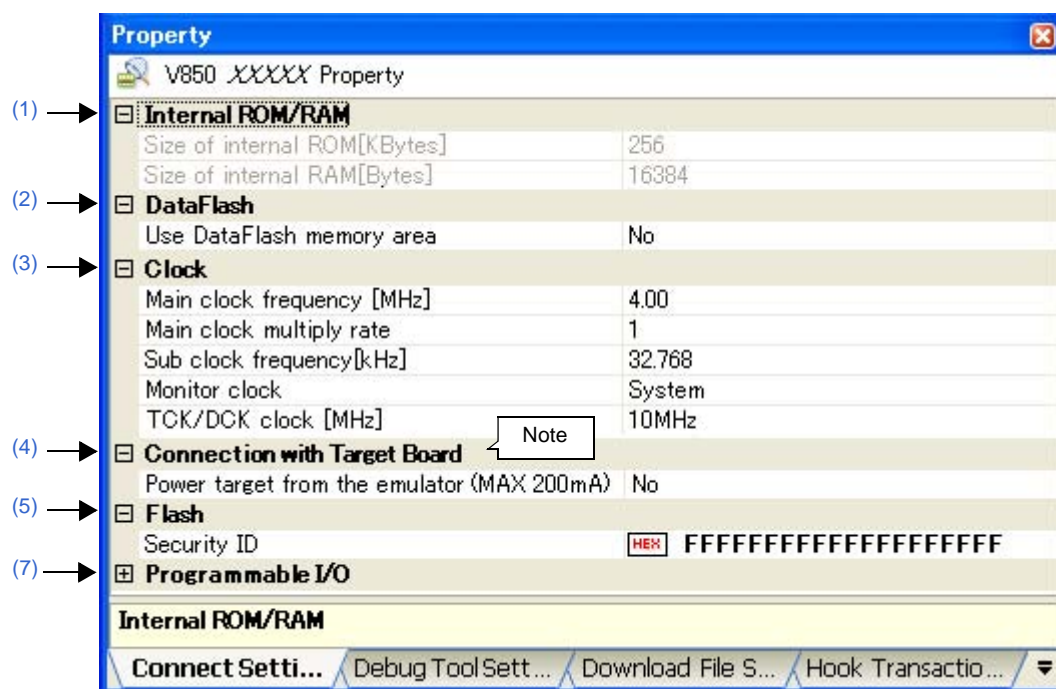 Property
V850 XXXXX Property
(1) Internal ROM/RAM
Size of internal ROM[KBytes] 256
Size of internal RAM[Bytes] 16384
(2) DataFlash
Use DataFlash memory area No
(3) Clock
Main clock frequency [MHz] 4.00
Main clock multiply rate 1
Sub clock frequency[kHz] 32.768
Monitor clock System
TCK/DCK clock [MHz] 10MHz
Note
(4) Connection with Target Board
Power target from the emulator (MAX 200mA) No
(5) Flash
Security ID HEX FFFFFFFFFFFFFFFFFFFF
(7) Programmable I/O
Internal ROM/RAM
Connect Setti... Debug Tool Sett... Download File S... Hook Transactio...